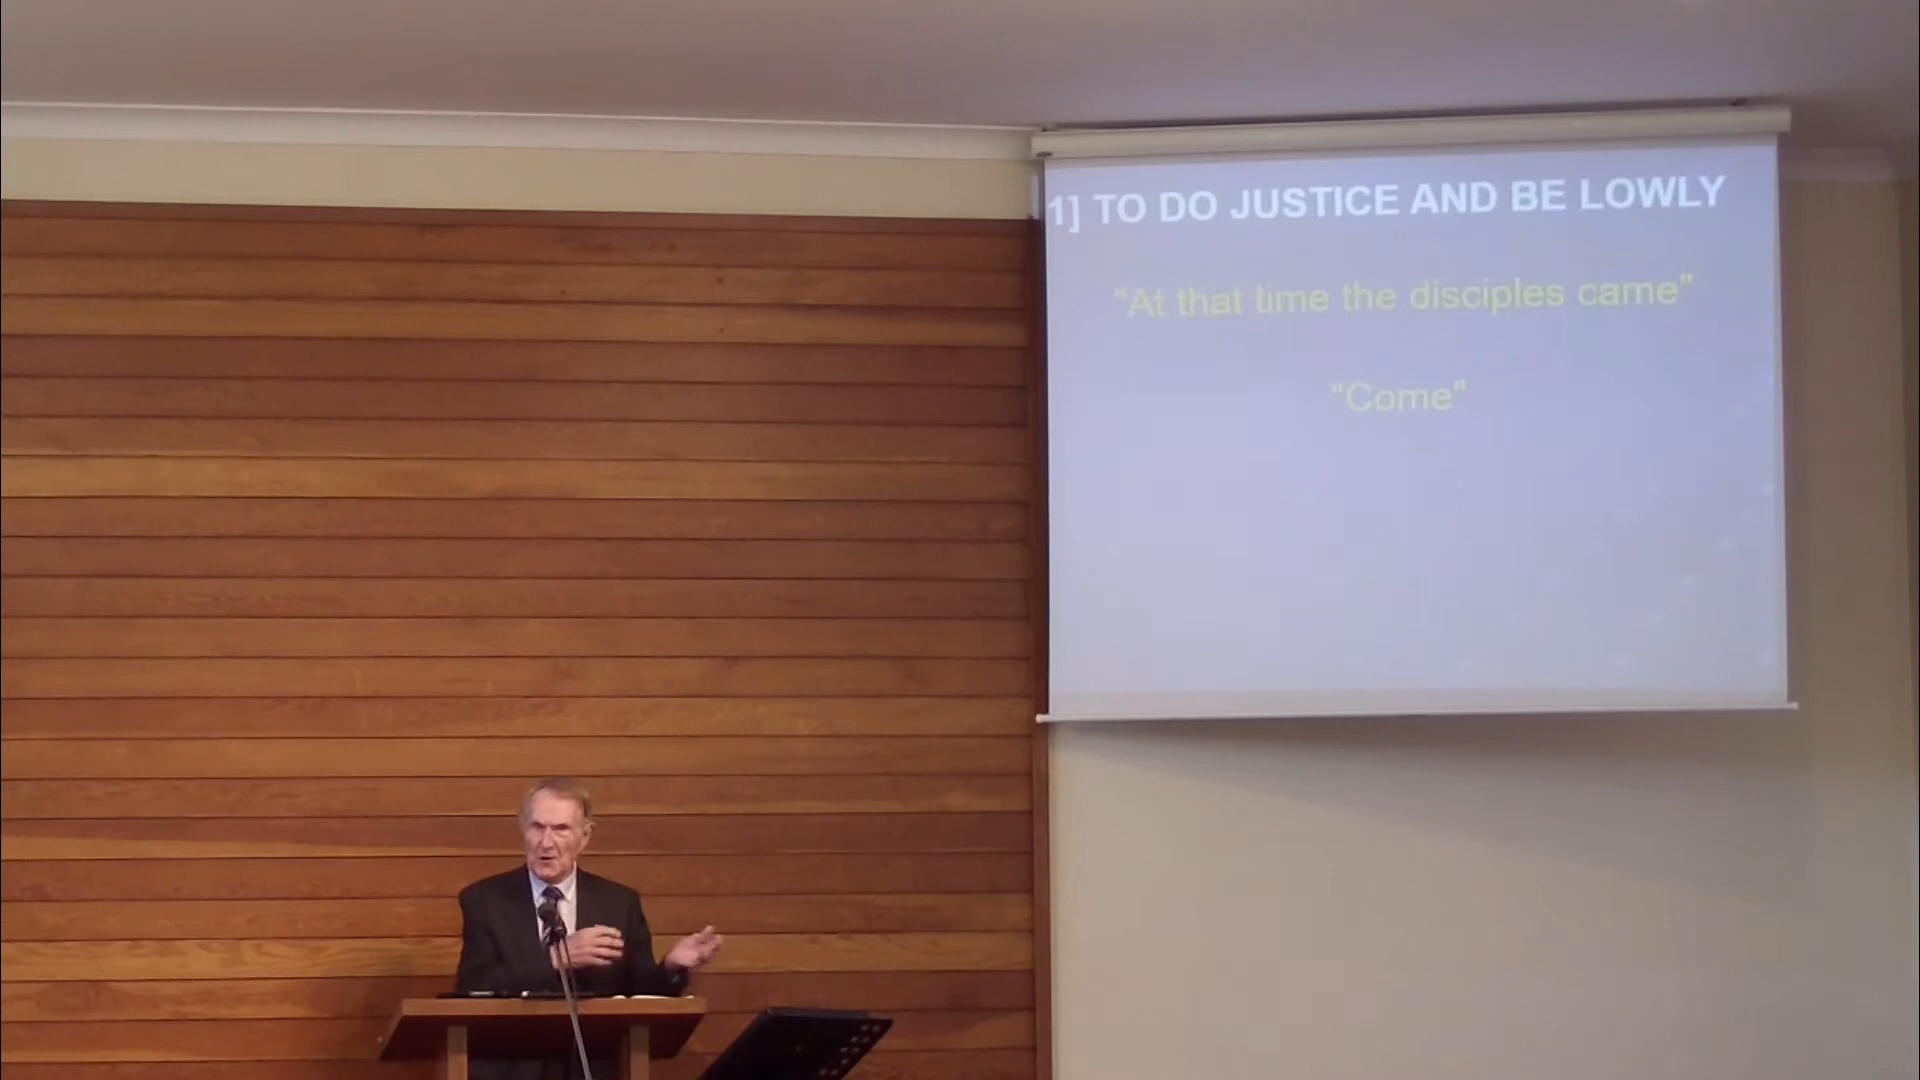 1] TO DO JUSTICE AND BE LOWLY
"At that time the disciples came"
"Come"